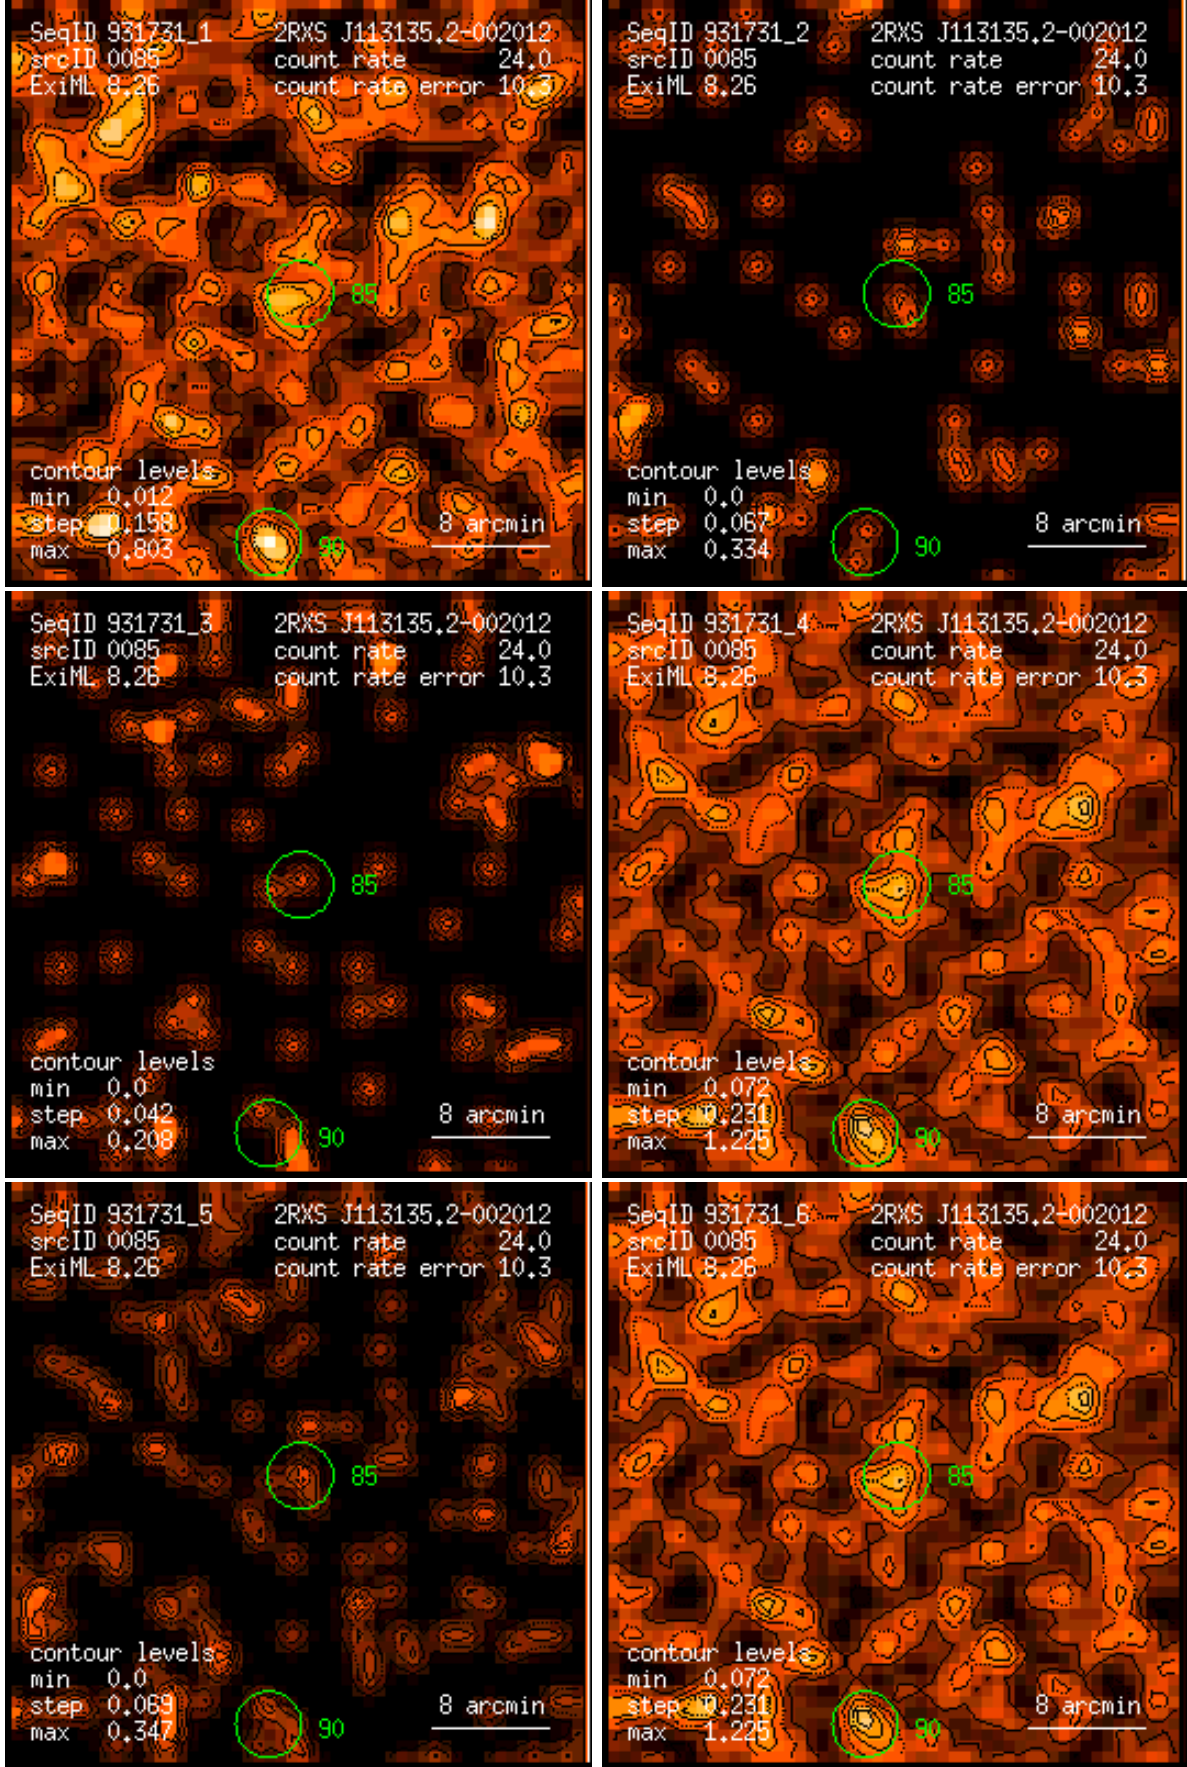 SeqID 931731_1 2RXS J113135.2-002012
srcID 0085 count rate 24.0
ExiML 8.26 count rate error 10.3
85
contour levels
min 0.012
step 0.158 8 arcmin
max 0.803 90
SeqID 931731_2 2RXS J113135.2-002012
srcID 0085 count rate 24.0
ExiML 8.26 count rate error 10.3
85
contour levels
min 0.0
step 0.067 8 arcmin
max 0.334 90
SeqID 931731_3 2RXS J113135.2-002012
srcID 0085 count rate 24.0
ExiML 8.26 count rate error 10.3
85
contour levels
min 0.0
step 0.042 8 arcmin
max 0.208 90
SeqID 931731_4 2RXS J113135.2-002012
srcID 0085 count rate 24.0
ExiML 8.26 count rate error 10.3
85
contour levels
min 0.072
step 0.231 8 arcmin
max 1.225 90
SeqID 931731_5 2RXS J113135.2-002012
srcID 0085 count rate 24.0
ExiML 8.26 count rate error 10.3
85
contour levels
min 0.0
step 0.069 8 arcmin
max 0.347 90
SeqID 931731_6 2RXS J113135.2-002012
srcID 0085 count rate 24.0
ExiML 8.26 count rate error 10.3
85
contour levels
min 0.072
step 0.231 8 arcmin
max 1.225 90